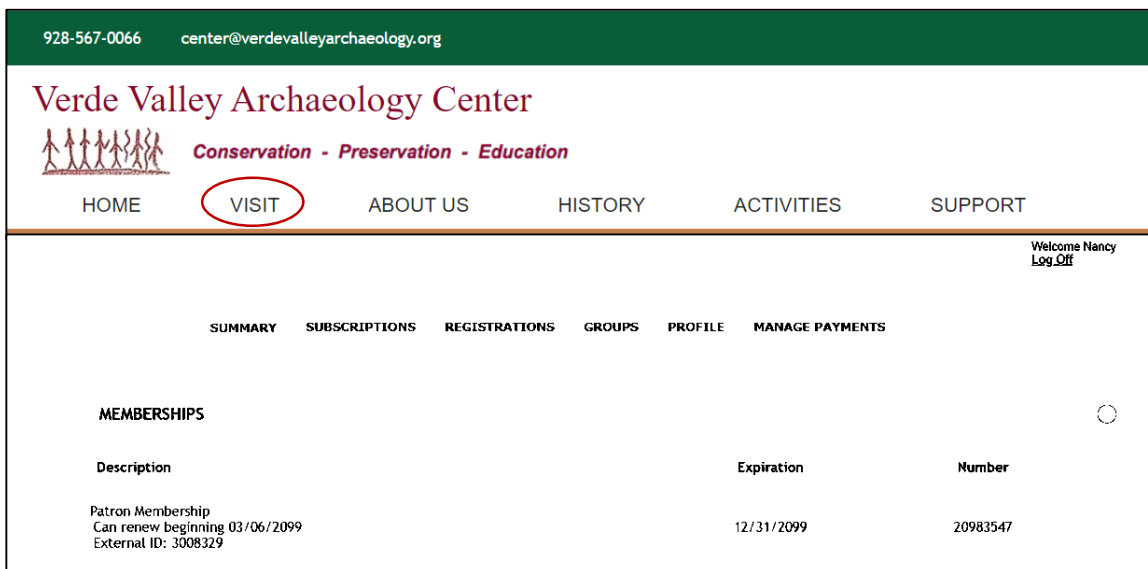 928-567-0066 center@verdevalleyarchaeology.org
Verde Valley Archaeology Center
Conservation - Preservation - Education
HOME VISIT ABOUT US HISTORY ACTIVITIES SUPPORT
Welcome Nancy
Log Off
SUMMARY SUBSCRIPTIONS REGISTRATIONS GROUPS PROFILE MANAGE PAYMENTS
MEMBERSHIPS
Description Expiration Number
Patron Membership
Can renew beginning 03/06/2099 12/31/2099 20983547
External ID: 3008329